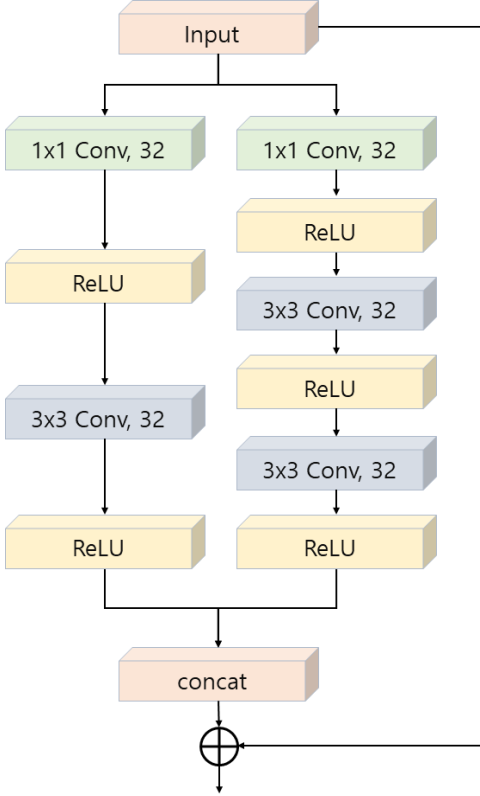 Input
1x1 Conv, 32
1x1 Conv, 32
ReLU
ReLU
3x3 Conv, 32
ReLU
3x3 Conv, 32
3x3 Conv, 32
ReLU
ReLU
concat